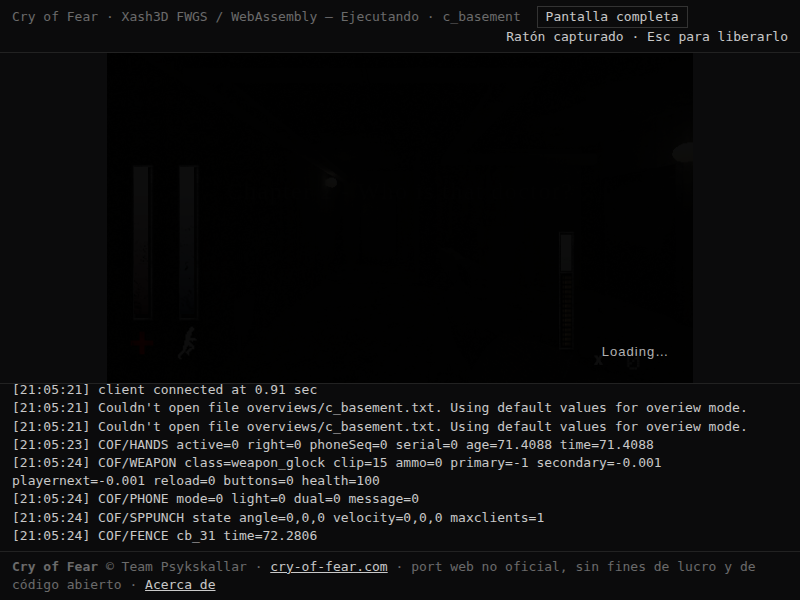 Cry of Fear · Xash3D FWGS / WebAssembly — Ejecutando · c_basement Pantalla completa
Ratón capturado · Esc para liberarlo
Loading...
[21:05:21] client connected at 0.91 sec
[21:05:21] Couldn't open file overviews/c_basement.txt. Using default values for overiew mode.
[21:05:21] Couldn't open file overviews/c_basement.txt. Using default values for overiew mode.
[21:05:23] COF/HANDS active=0 right=0 phoneSeq=0 serial=0 age=71.4088 time=71.4088
[21:05:24] COF/WEAPON class=weapon_glock clip=15 ammo=0 primary=-1 secondary=-0.001
playernext=-0.001 reload=0 buttons=0 health=100
[21:05:24] COF/PHONE mode=0 light=0 dual=0 message=0
[21:05:24] COF/SPPUNCH state angle=0,0,0 velocity=0,0,0 maxclients=1
[21:05:24] COF/FENCE cb_31 time=72.2806
Cry of Fear © Team Psykskallar · cry-of-fear.com · port web no oficial, sin fines de lucro y de
código abierto · Acerca de